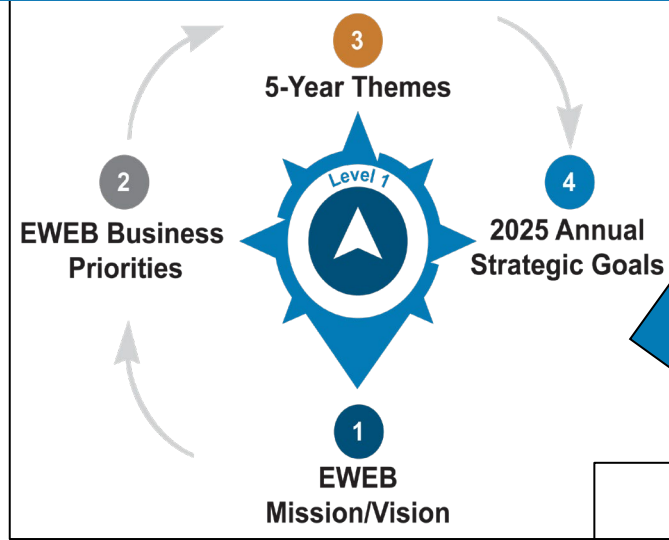 3
5-Year Themes
Level 1
2
EWEB Business
Priorities
4
2025 Annual
Strategic Goals
1
EWEB
Mission/Vision